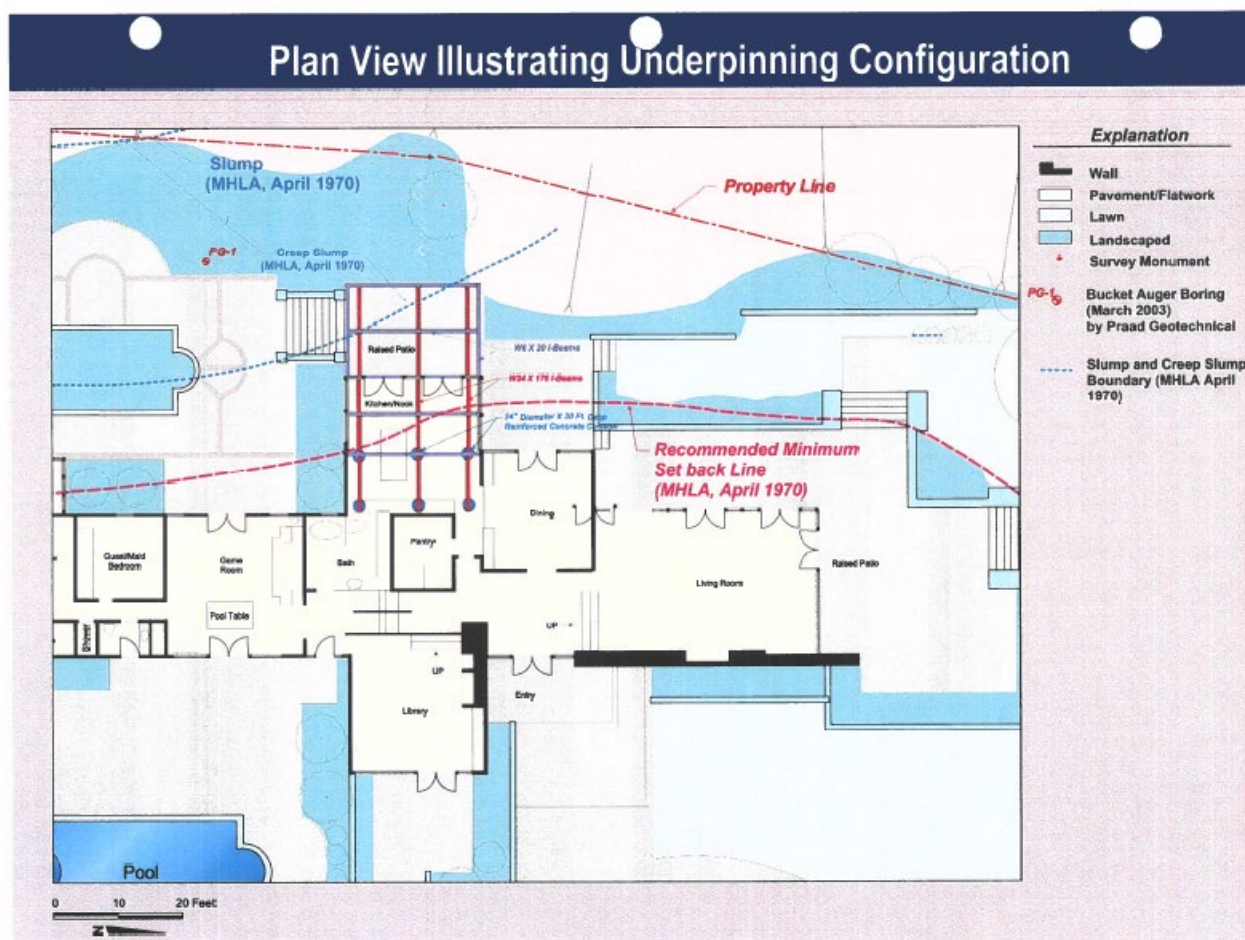 Plan View Illustrating Underpinning Configuration
Explanation
Wall
Pavement/Flatwork
Lawn
Landscaped
Survey Monument
PG-1
Bucket Auger Boring
(March 2003)
by Praad Geotechnical
Slump and Creep Slump
Boundary (MHLA April
1970)
Slump
(MHLA, April 1970)
Property Line
PG-1
Creep Slump
(MHLA, April 1970)
Raised Patio
W6 X 20 I-Beams
W24 X 176 I-Beams
Kitchen/Nook
24" Diameter X 30 Ft. Deep
Reinforced Concrete Caisson
Recommended Minimum
Set back Line
(MHLA, April 1970)
Dining
Guest/Maid
Bedroom
Game
Room
Bath
Pantry
Living Room
Raised Patio
Pool Table
Shower
UP
UP
Entry
Library
Pool
0 10 20 Feet
N